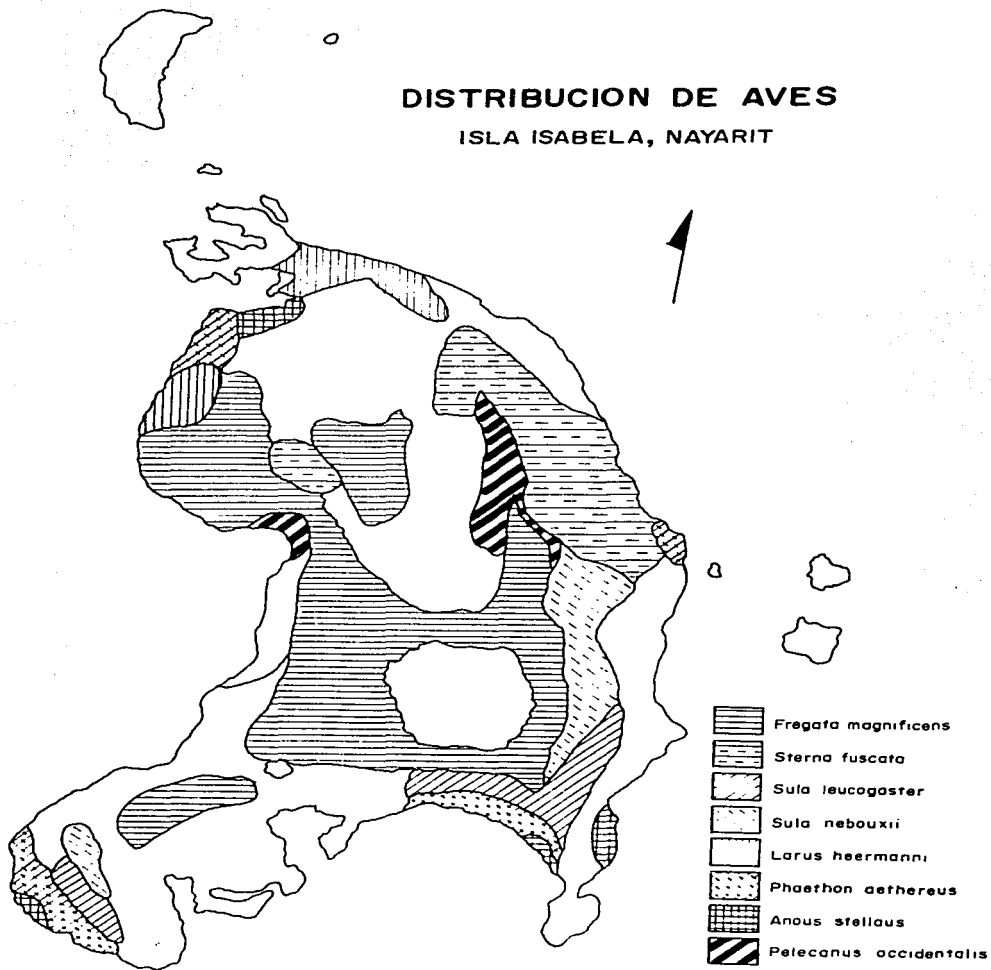 DISTRIBUCION DE AVES
ISLA ISABELA, NAYARIT
Fregata magnificens
Sterna fuscata
Sula leucogaster
Sula nebouxii
Larus heermanni
Phaethon aethereus
Anous stellaus
Pelecanus occidentalis